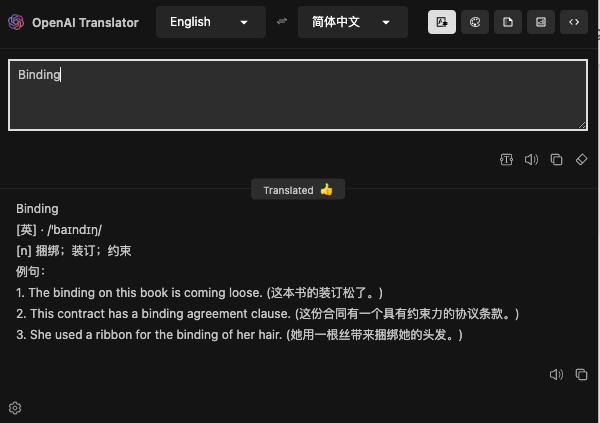 OpenAI Translator English 简体中文
Binding
Translated 👍
Binding
[英] · /ˈbaɪndɪŋ/
[n] 捆绑；装订；约束
例句：
1. The binding on this book is coming loose. (这本书的装订松了。)
2. This contract has a binding agreement clause. (这份合同有一个具有约束力的协议条款。)
3. She used a ribbon for the binding of her hair. (她用一根丝带来捆绑她的头发。)